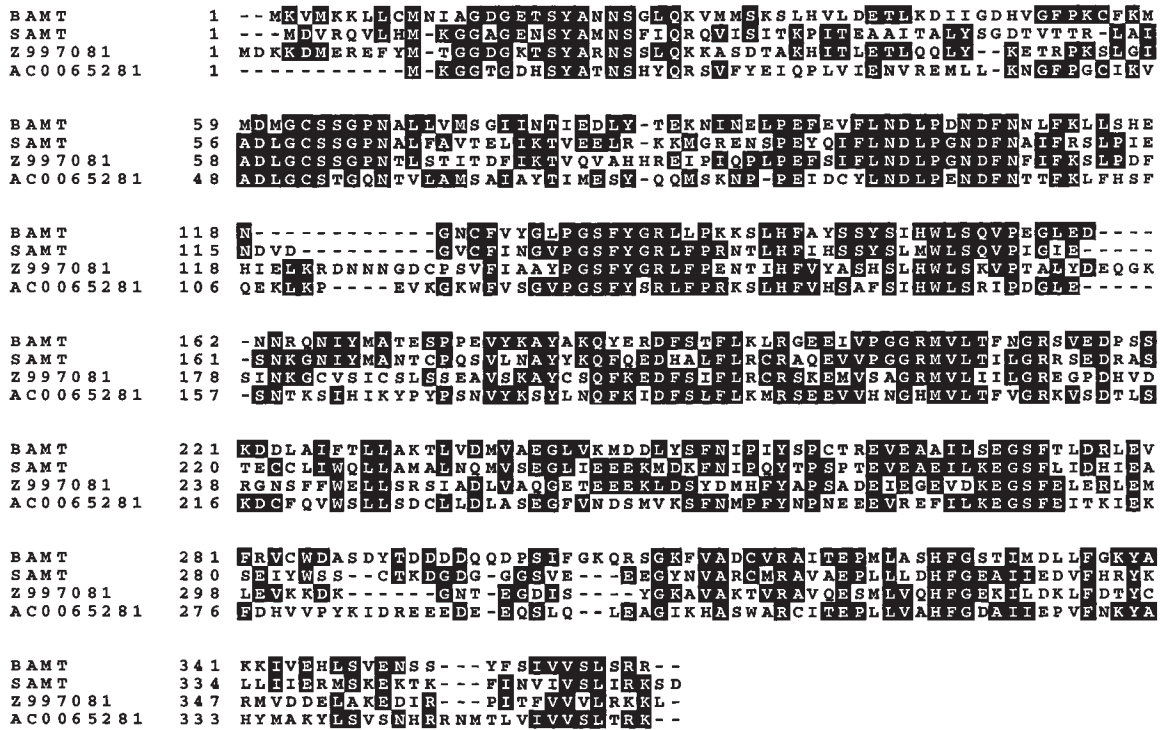 BAMT 1 --MKVMKKLLCMNIAGDGETSYANNSGLQKVMMSKSLHVLDETLKDIIGDHVGFPKCFKM
SAMT 1 ---MDVRQVLHM-KGGAGENSYAMNSFIQRQVISITKPITEAAITALYSGDTVTTR-LAI
Z997081 1 MDKKDMEREFYM-TGGDGKTSYARNSSLQKKASDTAKHITLETLQQLY--KETRPKSLGI
AC0065281 1 -----------M-KGGTGDHSYATNSHYQRSVFYEIQPLVIENVREMLL-KNGFPGCIKV
BAMT 59 MDMGCSSGPNALLVMSGIINTIEDLY-TEKNINELPEFEVFLNDLPDNDFNNLFKLLSHE
SAMT 56 ADLGCSSGPNALFAVTELIKTVEELR-KKMGRENSPEYQIFLNDLPGNDFNAIFRSLPIE
Z997081 58 ADLGCSSGPNTLSTITDFIKTVQVAHHREIPIQPLPEFSIFLNDLPGNDFNFIFKSLPDF
AC0065281 48 ADLGCSTGQNTVLAMSAIAYTIMESY-QQMSKNP-PEIDCYLNDLPENDFNTTFKLFHSF
BAMT 118 N------------GNCFVYGLPGSFYGRLLPKKSLHFAYSSYSIHWLSQVPEGLED----
SAMT 115 NDVD---------GVCFINGVPGSFYGRLFPRNTLHFIHSSYSLMWLSQVPIGIE-----
Z997081 118 HIELKRDNNNGDCPSVFIAAYPGSFYGRLFPENTIHFVYASHSLHWLSKVPTALYDEQGK
AC0065281 106 QEKLKP----EVKGKWFVSGVPGSFYSRLFPRKSLHFVHSAFSIHWLSRIPDGLE-----
BAMT 162 -NNRQNIYMATESPPEVYKAYAKQYERDFSTFLKLRGEEIVPGGRMVLTFNGRSVEDPSS
SAMT 161 -SNKGNIYMANTCPQSVLNAYYKQFQEDHALFLRCRAQEVVPGGRMVLTILGRRSEDRAS
Z997081 178 SINKGCVSICSLSSEAVSKAYCSQFKEDFSIFLRCRSKEMVSAGRMVLIILGREGPDHVD
AC0065281 157 -SNTKSIHIKYPYPSNVYKSYLNQFKIDFSLFLKMRSEEVVHNGHMVLTFVGRKVSDTLS
BAMT 221 KDDLAIFTLLAKTLVDMVAEGLVKMDDLYSFNIPIYSPCTREVEAAILSEGSFTLDRLEV
SAMT 220 TECCLIWQLLAMALNQMVSEGLIEEEKMDKFNIPQYTPSPTEVEAEILKEGSFLIDHIEA
Z997081 238 RGNSFFWELLSRSIADLVAQGETEEEKLDSYDMHFYAPSADEIEGEVDKEGSFELERLEM
AC0065281 216 KDCFQVWSLLSDCLLDLASEGFVNDSMVKSFNMPFYNPNEEEVREFILKEGSFEITKIEK
BAMT 281 FRVCWDASDYTDDDDQQDPSIFGKQRSGKFVADCVRAITEPMLASHFGSTIMDLLFGKYA
SAMT 280 SEIYWSS--CTKDGDG-GGSVE---EEGYNVARCMRAVAEPLLLDHFGEAIIEDVFHRYK
Z997081 298 LEVKKDK-----GNT-EGDIS----YGKAVAKTVRAVQESMLVQHFGEKILDKLFDTYC
AC0065281 276 FDHVVPYKIDREEEDE-EQSLQ--LEAGIKHASWARCITEPLLVAHFGDAIIEPVFNKYA
BAMT 341 KKIVEHLSVENSS---YFSIVVSLSRR--
SAMT 334 LLIIERMSKEKTK---FINVIVSLIRKSD
Z997081 347 RMVDDELAKEDIR---PITFVVVLRKKL-
AC0065281 333 HYMAKYLSVSNHRRNMTLVIVVSLTRK--